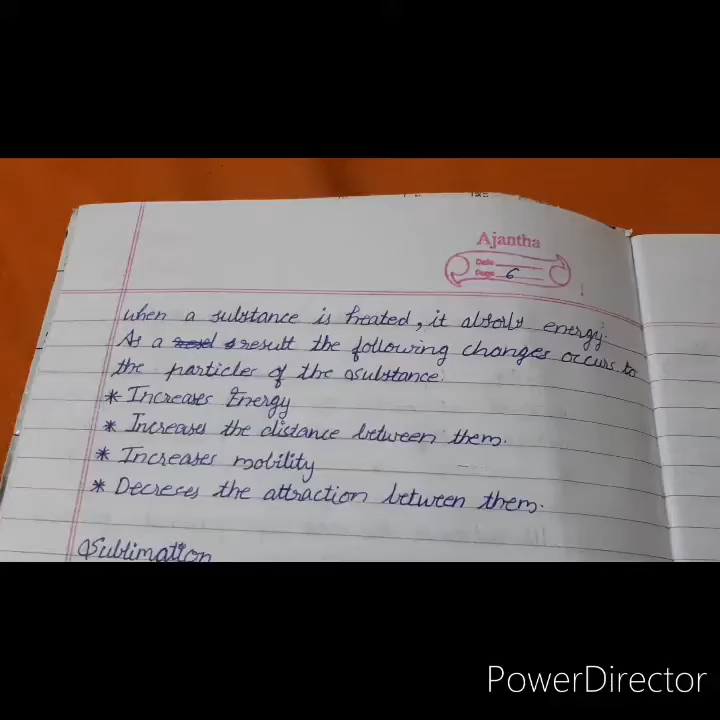 Ajantha
Date
Page 6
when a substance is heated, it absorbs energy.
As a result the following changes occurs to
the particles of the substance.
* Increases Energy
* Increases the distance between them.
* Increases mobility
* Decreces the attraction between them.
Sublimation
PowerDirector